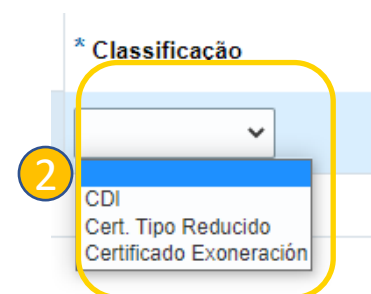 * Classificação
2
CDI
Cert. Tipo Reducido
Certificado Exoneración